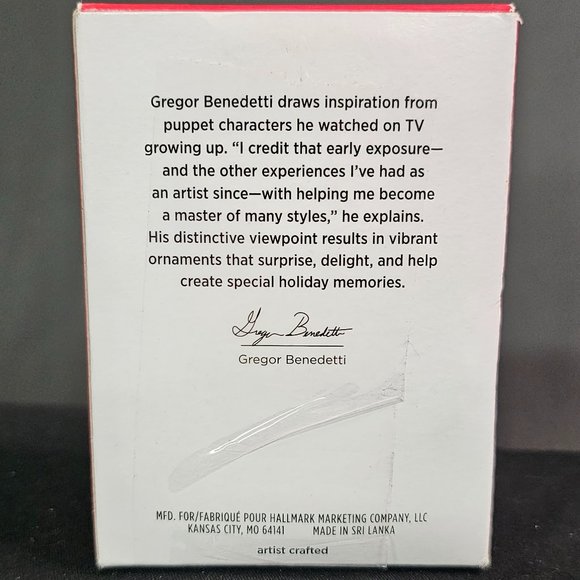 Gregor Benedetti draws inspiration from
puppet characters he watched on TV
growing up. “I credit that early exposure—
and the other experiences I’ve had as
an artist since—with helping me become
a master of many styles,” he explains.
His distinctive viewpoint results in vibrant
ornaments that surprise, delight, and help
create special holiday memories.
Gregor Benedetti
Gregor Benedetti
MFD. FOR/FABRIQUÉ POUR HALLMARK MARKETING COMPANY, LLC
KANSAS CITY, MO 64141 MADE IN SRI LANKA
artist crafted